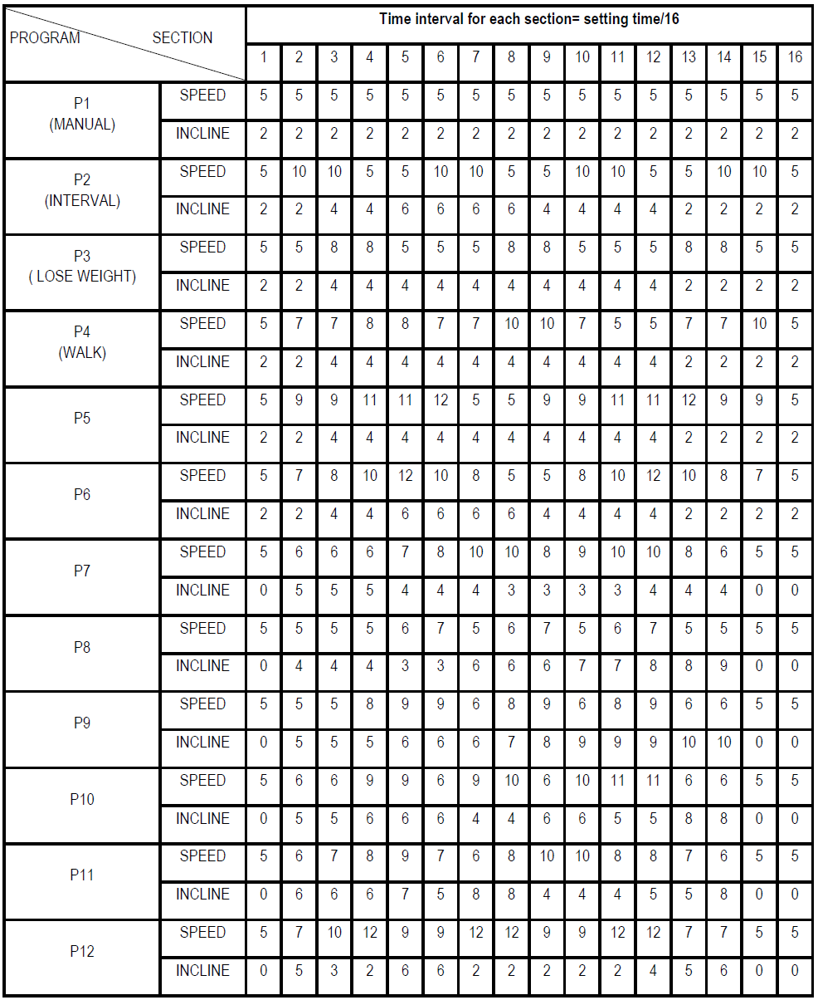 Time interval for each section= setting time/16
PROGRAM SECTION
1 2 3 4 5 6 7 8 9 10 11 12 13 14 15 16
P1
(MANUAL)
SPEED 5 5 5 5 5 5 5 5 5 5 5 5 5 5 5 5
INCLINE 2 2 2 2 2 2 2 2 2 2 2 2 2 2 2 2
P2
(INTERVAL)
SPEED 5 10 10 5 5 10 10 5 5 10 10 5 5 10 10 5
INCLINE 2 2 4 4 6 6 6 6 4 4 4 4 2 2 2 2
P3
( LOSE WEIGHT)
SPEED 5 5 8 8 5 5 5 8 8 5 5 5 8 8 5 5
INCLINE 2 2 4 4 4 4 4 4 4 4 4 4 2 2 2 2
P4
(WALK)
SPEED 5 7 7 8 8 7 7 10 10 7 5 5 7 7 10 5
INCLINE 2 2 4 4 4 4 4 4 4 4 4 4 2 2 2 2
P5
SPEED 5 9 9 11 11 12 5 5 9 9 11 11 12 9 9 5
INCLINE 2 2 4 4 4 4 4 4 4 4 4 4 2 2 2 2
P6
SPEED 5 7 8 10 12 10 8 5 5 8 10 12 10 8 7 5
INCLINE 2 2 4 4 6 6 6 6 4 4 4 4 2 2 2 2
P7
SPEED 5 6 6 6 7 8 10 10 8 9 10 10 8 6 5 5
INCLINE 0 5 5 5 4 4 4 3 3 3 3 4 4 4 0 0
P8
SPEED 5 5 5 5 6 7 5 6 7 5 6 7 5 5 5 5
INCLINE 0 4 4 4 3 3 6 6 6 7 7 8 8 9 0 0
P9
SPEED 5 5 5 8 9 9 6 8 9 6 8 9 6 6 5 5
INCLINE 0 5 5 5 6 6 6 7 8 9 9 9 10 10 0 0
P10
SPEED 5 6 6 9 9 6 9 10 6 10 11 11 6 6 5 5
INCLINE 0 5 5 6 6 6 4 4 6 6 5 5 8 8 0 0
P11
SPEED 5 6 7 8 9 7 6 8 10 10 8 8 7 6 5 5
INCLINE 0 6 6 6 7 5 8 8 4 4 4 5 5 8 0 0
P12
SPEED 5 7 10 12 9 9 12 12 9 9 12 12 7 7 5 5
INCLINE 0 5 3 2 6 6 2 2 2 2 2 4 5 6 0 0